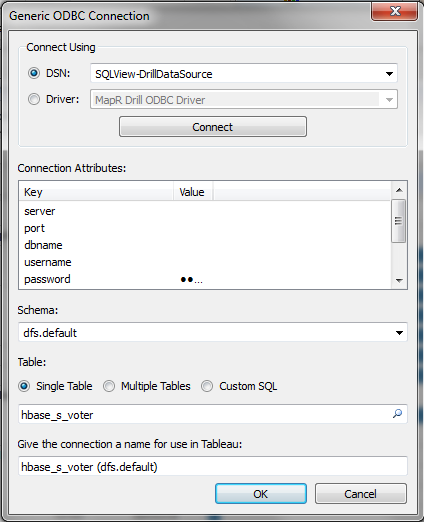 Generic ODBC Connection
Connect Using
DSN: SQLView-DrillDataSource
Driver: MapR Drill ODBC Driver
Connect
Connection Attributes:
Key Value
server
port
dbname
username
password ●●...
Schema:
dfs.default
Table:
Single Table Multiple Tables Custom SQL
hbase_s_voter
Give the connection a name for use in Tableau:
hbase_s_voter (dfs.default)
OK Cancel